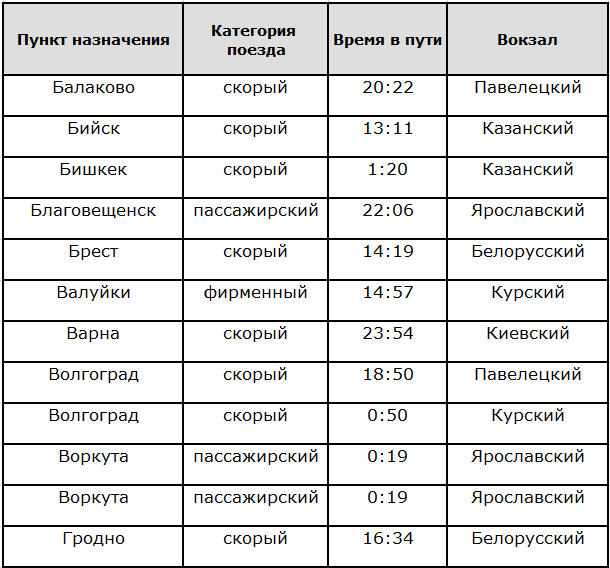 Пункт назначения Категория поезда Время в пути Вокзал
Балаково скорый 20:22 Павелецкий
Бийск скорый 13:11 Казанский
Бишкек скорый 1:20 Казанский
Благовещенск пассажирский 22:06 Ярославский
Брест скорый 14:19 Белорусский
Валуйки фирменный 14:57 Курский
Варна скорый 23:54 Киевский
Волгоград скорый 18:50 Павелецкий
Волгоград скорый 0:50 Курский
Воркута пассажирский 0:19 Ярославский
Воркута пассажирский 0:19 Ярославский
Гродно скорый 16:34 Белорусский